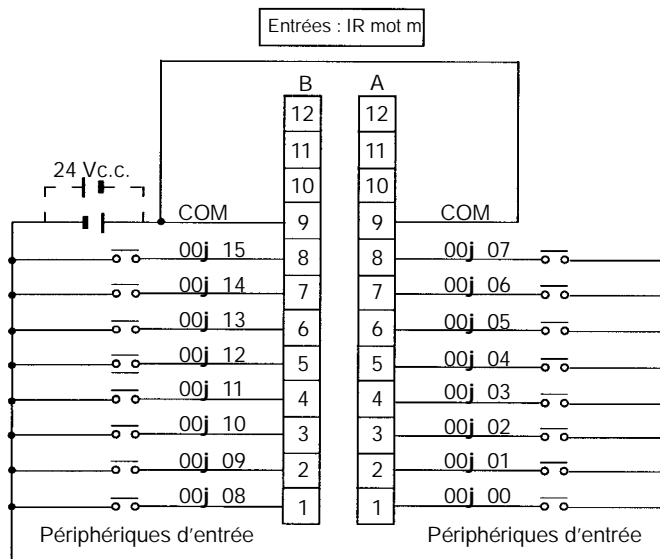 Entrées : IR mot m
B A
12 12
11 11
24 Vc.c. 10 10
COM 9 9 COM
00j 15 8 8 00j 07
00j 14 7 7 00j 06
00j 13 6 6 00j 05
00j 12 5 5 00j 04
00j 11 4 4 00j 03
00j 10 3 3 00j 02
00j 09 2 2 00j 01
00j 08 1 1 00j 00
Périphériques d'entrée Périphériques d'entrée